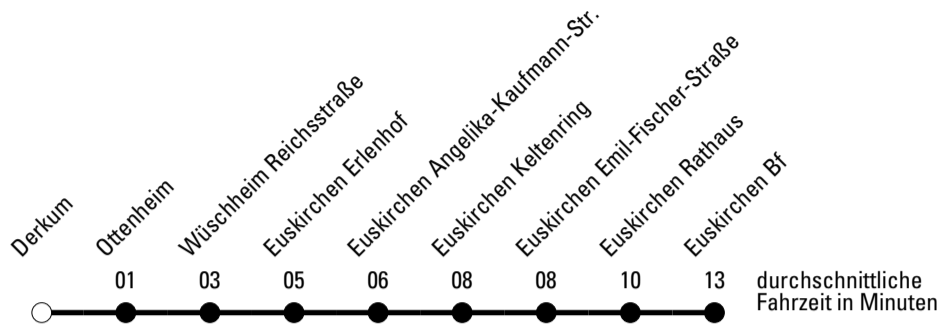 Derkum
Ottenheim
Wüschheim Reichsstraße
Euskirchen Erlenhof
Euskirchen Angelika-Kaufmann-Str.
Euskirchen Keltenring
Euskirchen Emil-Fischer-Straße
Euskirchen Rathaus
Euskirchen Bf
01 03 05 06 08 08 10 13 durchschnittliche
Fahrzeit in Minuten